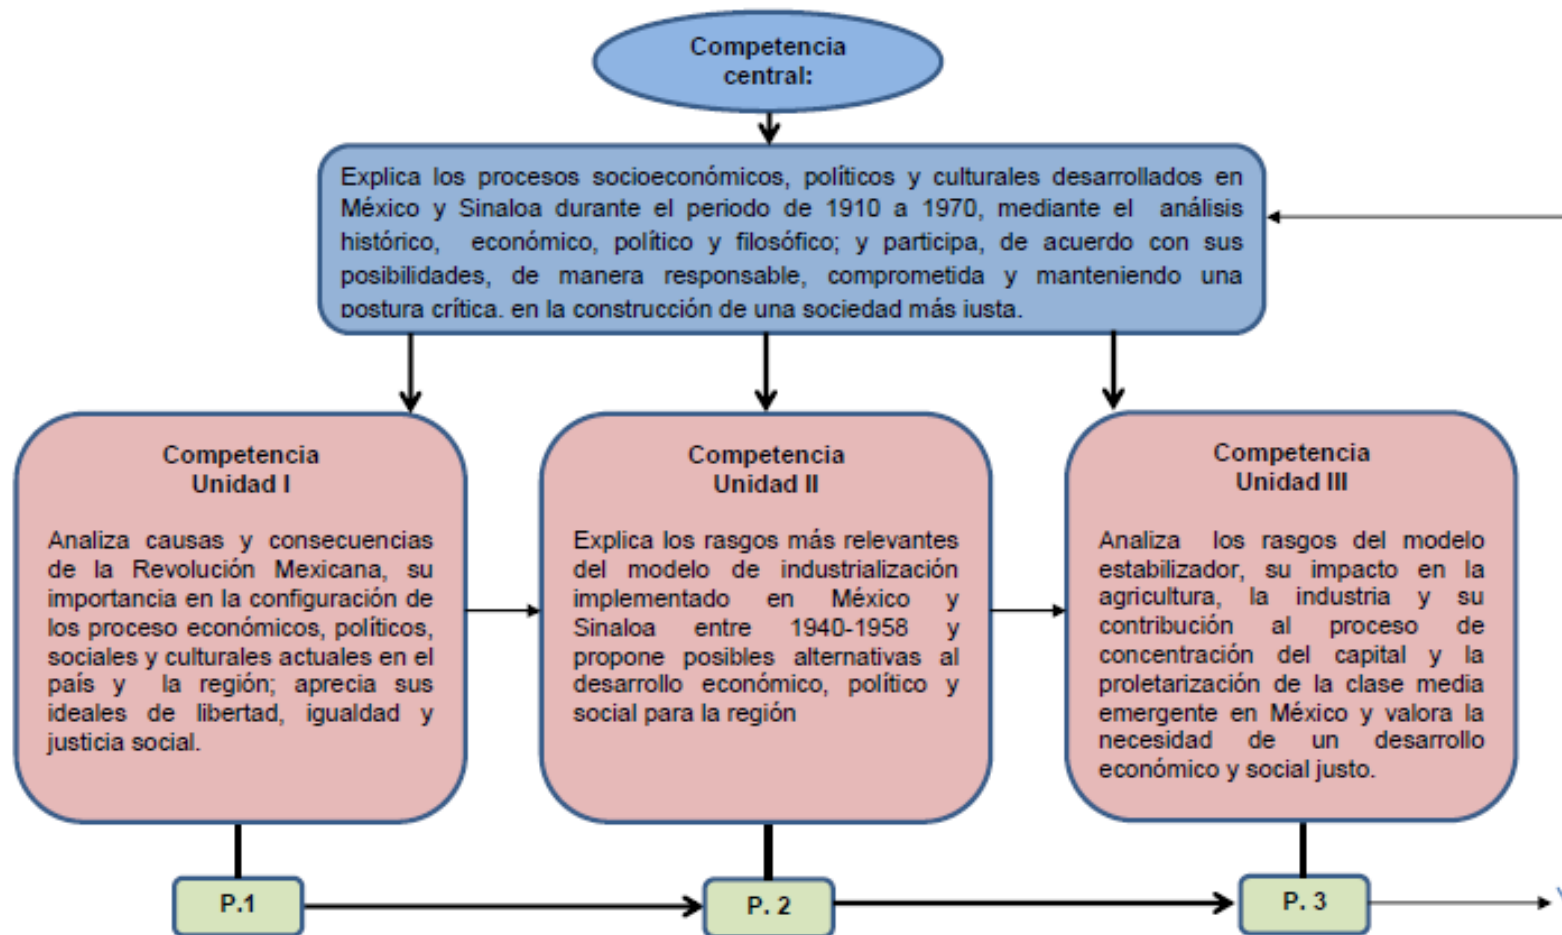 Competencia
central:
Explica los procesos socioeconómicos, políticos y culturales desarrollados en
México y Sinaloa durante el periodo de 1910 a 1970, mediante el análisis
histórico, económico, político y filosófico; y participa, de acuerdo con sus
posibilidades, de manera responsable, comprometida y manteniendo una
postura crítica. en la construcción de una sociedad más justa.
Competencia
Unidad I
Analiza causas y consecuencias
de la Revolución Mexicana, su
importancia en la configuración de
los proceso económicos, políticos,
sociales y culturales actuales en el
país y la región; aprecia sus
ideales de libertad, igualdad y
justicia social.
Competencia
Unidad II
Explica los rasgos más relevantes
del modelo de industrialización
implementado en México y
Sinaloa entre 1940-1958 y
propone posibles alternativas al
desarrollo económico, político y
social para la región
Competencia
Unidad III
Analiza los rasgos del modelo
estabilizador, su impacto en la
agricultura, la industria y su
contribución al proceso de
concentración del capital y la
proletarización de la clase media
emergente en México y valora la
necesidad de un desarrollo
económico y social justo.
P.1
P. 2
P. 3